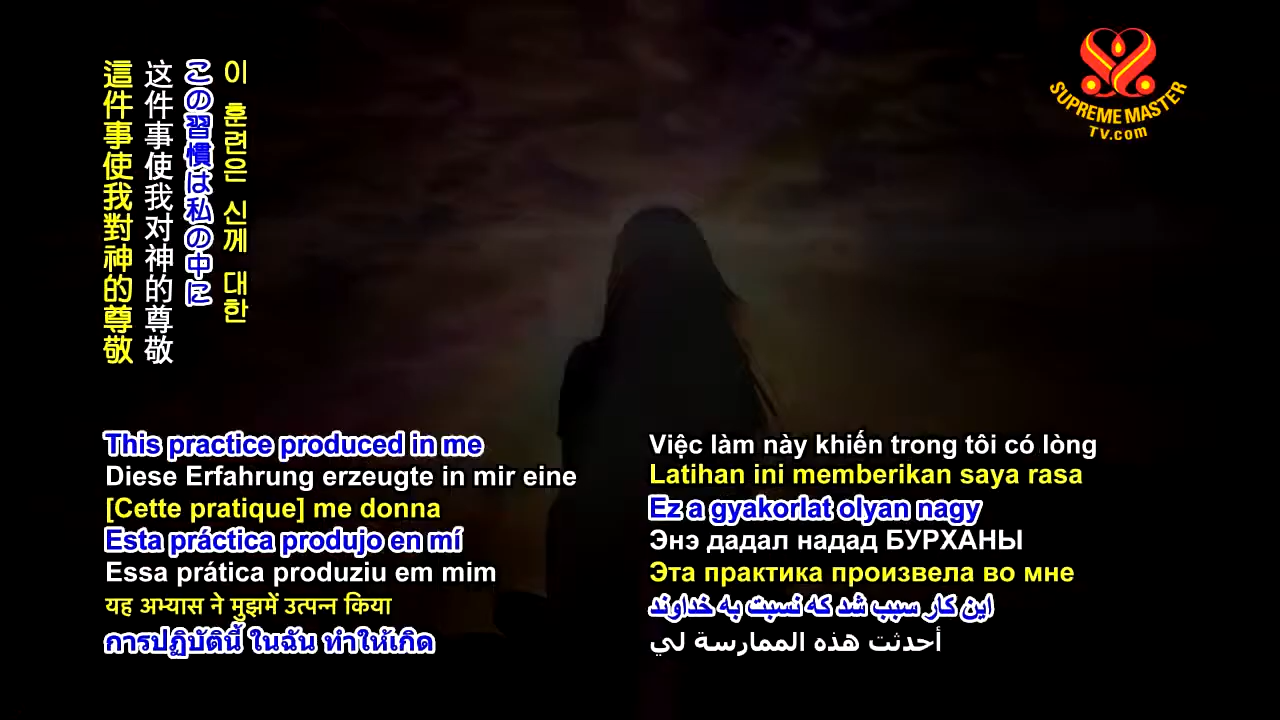 這件事使我對神的尊敬
这件事使我对神的尊敬
この習慣は私の中に
이 훈련은 신께 대한
SUPREME MASTER
TV.com
This practice produced in me
Diese Erfahrung erzeugte in mir eine
[Cette pratique] me donna
Esta práctica produjo en mí
Essa prática produziu em mim
यह अभ्यास ने मुझमें उत्पन्न किया
การปฏิบัตินี้ ในฉัน ทำให้เกิด
Việc làm này khiến trong tôi có lòng
Latihan ini memberikan saya rasa
Ez a gyakorlat olyan nagy
Энэ дадал надад БУРХАНЫ
Эта практика произвела во мне
این کار سبب شد که نسبت به خداوند
أحدثت هذه الممارسة لي